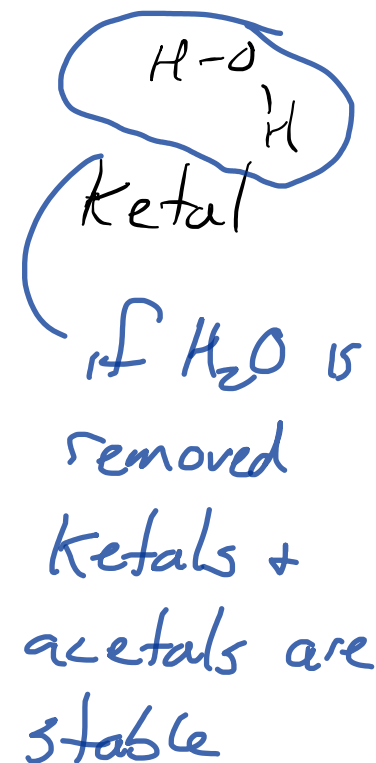 H-O
H
Ketal
if H₂O is
removed
Ketals +
acetals are
stable